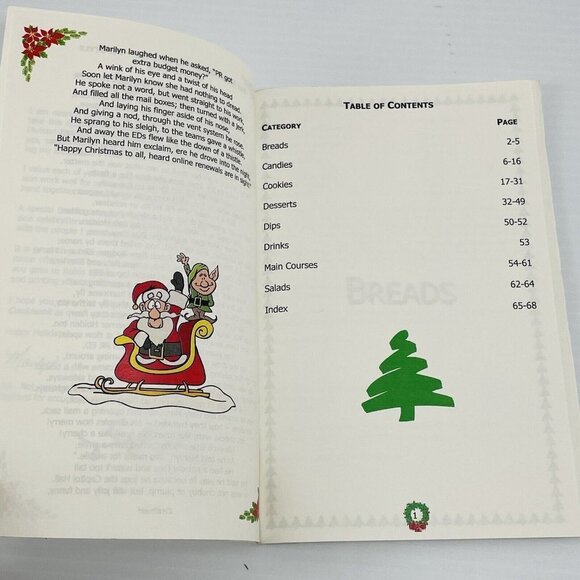 Marilyn laughed when he asked, "PR got
extra budget money?"
A wink of his eye and a twist of his head
Soon let Marilyn know she had nothing to dread.
He spoke not a word, but went straight to his work,
And filled all the mail boxes; then turned with a jerk,
And laying his finger aside of his nose,
And giving a nod, through the vent system he rose.
He sprang to his sleigh, to the teams gave a whistle,
And away the EDs flew like the down of a thistle.
But Marilyn heard him exclaim, ere he drove into the night,
"Happy Christmas to all, heard online renewals are in sight!"
TABLE OF CONTENTS
CATEGORY PAGE
Breads 2-5
Candies 6-16
Cookies 17-31
Desserts 32-49
Dips 50-52
Drinks 53
Main Courses 54-61
Salads 62-64
Index 65-68
BREADS
1